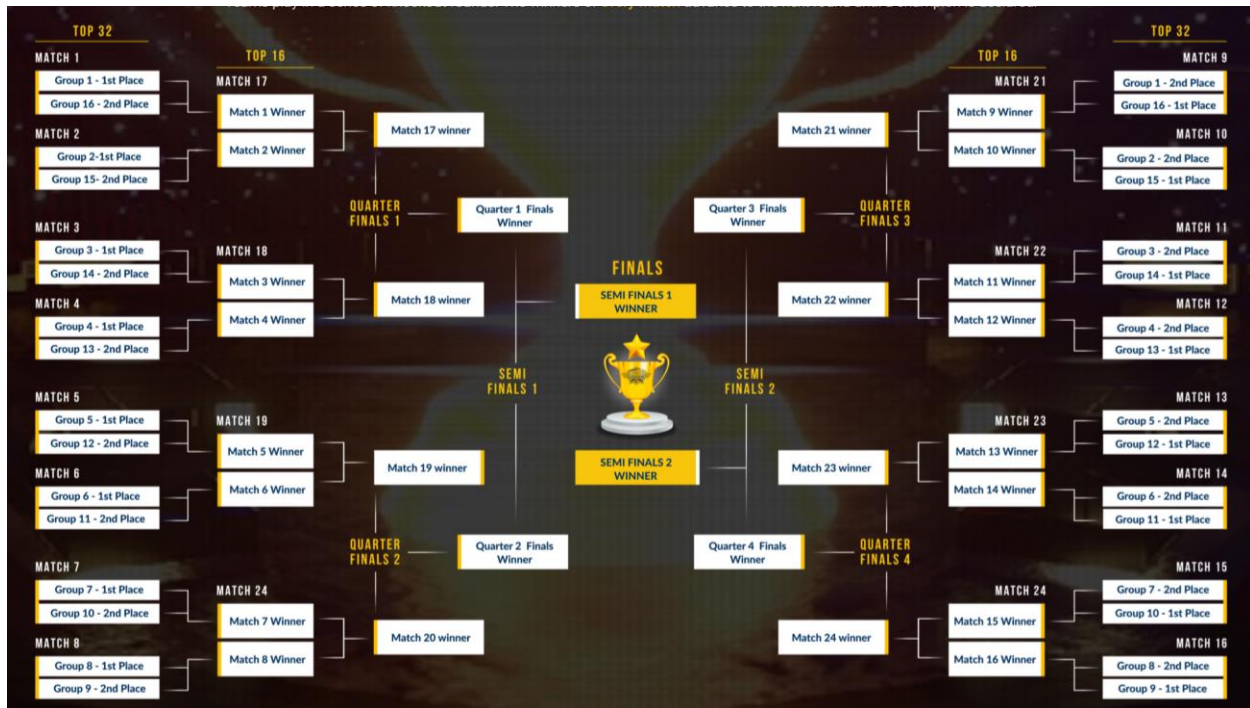 TOP 32
MATCH 1
Group 1 - 1st Place
Group 16 - 2nd Place
MATCH 2
Group 2-1st Place
Group 15- 2nd Place
MATCH 3
Group 3 - 1st Place
Group 14 - 2nd Place
MATCH 4
Group 4 - 1st Place
Group 13 - 2nd Place
MATCH 5
Group 5 - 1st Place
Group 12 - 2nd Place
MATCH 6
Group 6 - 1st Place
Group 11 - 2nd Place
MATCH 7
Group 7 - 1st Place
Group 10 - 2nd Place
MATCH 8
Group 8 - 1st Place
Group 9 - 2nd Place
TOP 16
MATCH 17
Match 1 Winner
Match 2 Winner
MATCH 18
Match 3 Winner
Match 4 Winner
MATCH 19
Match 5 Winner
Match 6 Winner
MATCH 24
Match 7 Winner
Match 8 Winner
Match 17 winner
QUARTER
FINALS 1
Match 18 winner
Match 19 winner
QUARTER
FINALS 2
Match 20 winner
Quarter 1 Finals
Winner
SEMI
FINALS 1
Quarter 2 Finals
Winner
FINALS
SEMI FINALS 1
WINNER
SEMI FINALS 2
WINNER
Quarter 3 Finals
Winner
SEMI
FINALS 2
Quarter 4 Finals
Winner
Match 21 winner
QUARTER
FINALS 3
Match 22 winner
Match 23 winner
QUARTER
FINALS 4
Match 24 winner
TOP 16
MATCH 21
Match 9 Winner
Match 10 Winner
MATCH 22
Match 11 Winner
Match 12 Winner
MATCH 23
Match 13 Winner
Match 14 Winner
MATCH 24
Match 15 Winner
Match 16 Winner
TOP 32
MATCH 9
Group 1 - 2nd Place
Group 16 - 1st Place
MATCH 10
Group 2 - 2nd Place
Group 15 - 1st Place
MATCH 11
Group 3 - 2nd Place
Group 14 - 1st Place
MATCH 12
Group 4 - 2nd Place
Group 13 - 1st Place
MATCH 13
Group 5 - 2nd Place
Group 12 - 1st Place
MATCH 14
Group 6 - 2nd Place
Group 11 - 1st Place
MATCH 15
Group 7 - 2nd Place
Group 10 - 1st Place
MATCH 16
Group 8 - 2nd Place
Group 9 - 1st Place